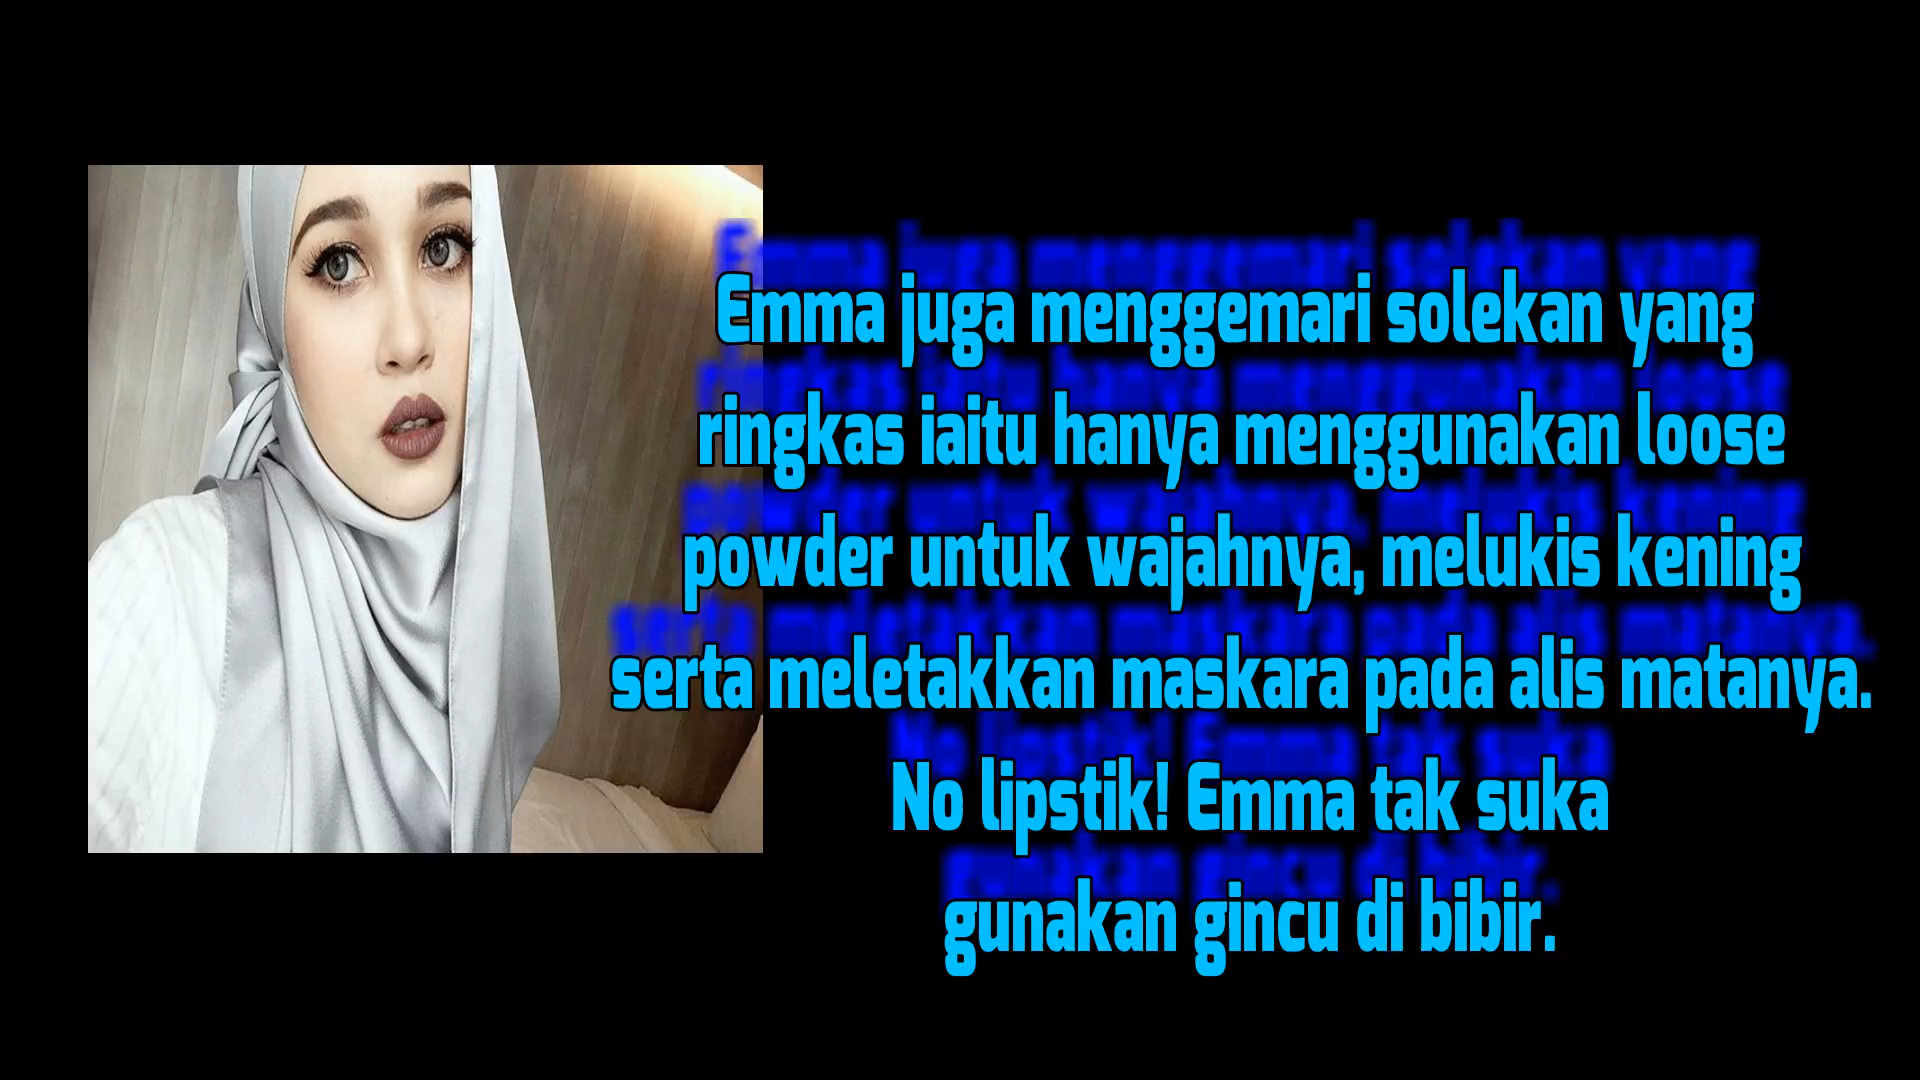 Emma juga menggemari solekan yang
ringkas iaitu hanya menggunakan loose
powder untuk wajahnya, melukis kening
serta meletakkan maskara pada alis matanya.
No lipstik! Emma tak suka
gunakan gincu di bibir.